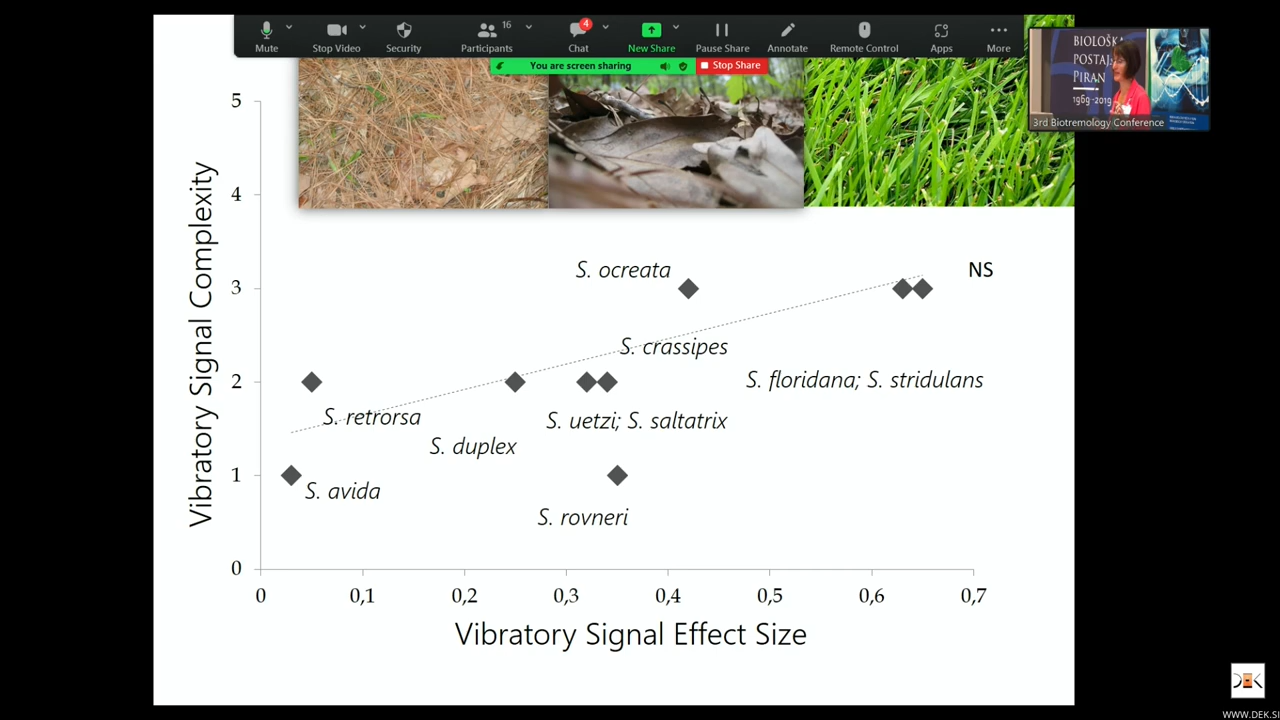 16
4
Mute
Stop Video
Security
Participants
Chat
New Share
Pause Share
Annotate
Remote Control
Apps
More
You are screen sharing
Stop Share
BIOLOŠKA
POSTAJA
PIRAN
1969-2019
3rd Biotremology Conference
Vibratory Signal Complexity
5
4
3
2
1
0
S. ocreata
NS
S. crassipes
S. floridana; S. stridulans
S. retrorsa
S. uetzi; S. saltatrix
S. duplex
S. avida
S. rovneri
0 0,1 0,2 0,3 0,4 0,5 0,6 0,7
Vibratory Signal Effect Size
DEK
WWW.DEK.SI